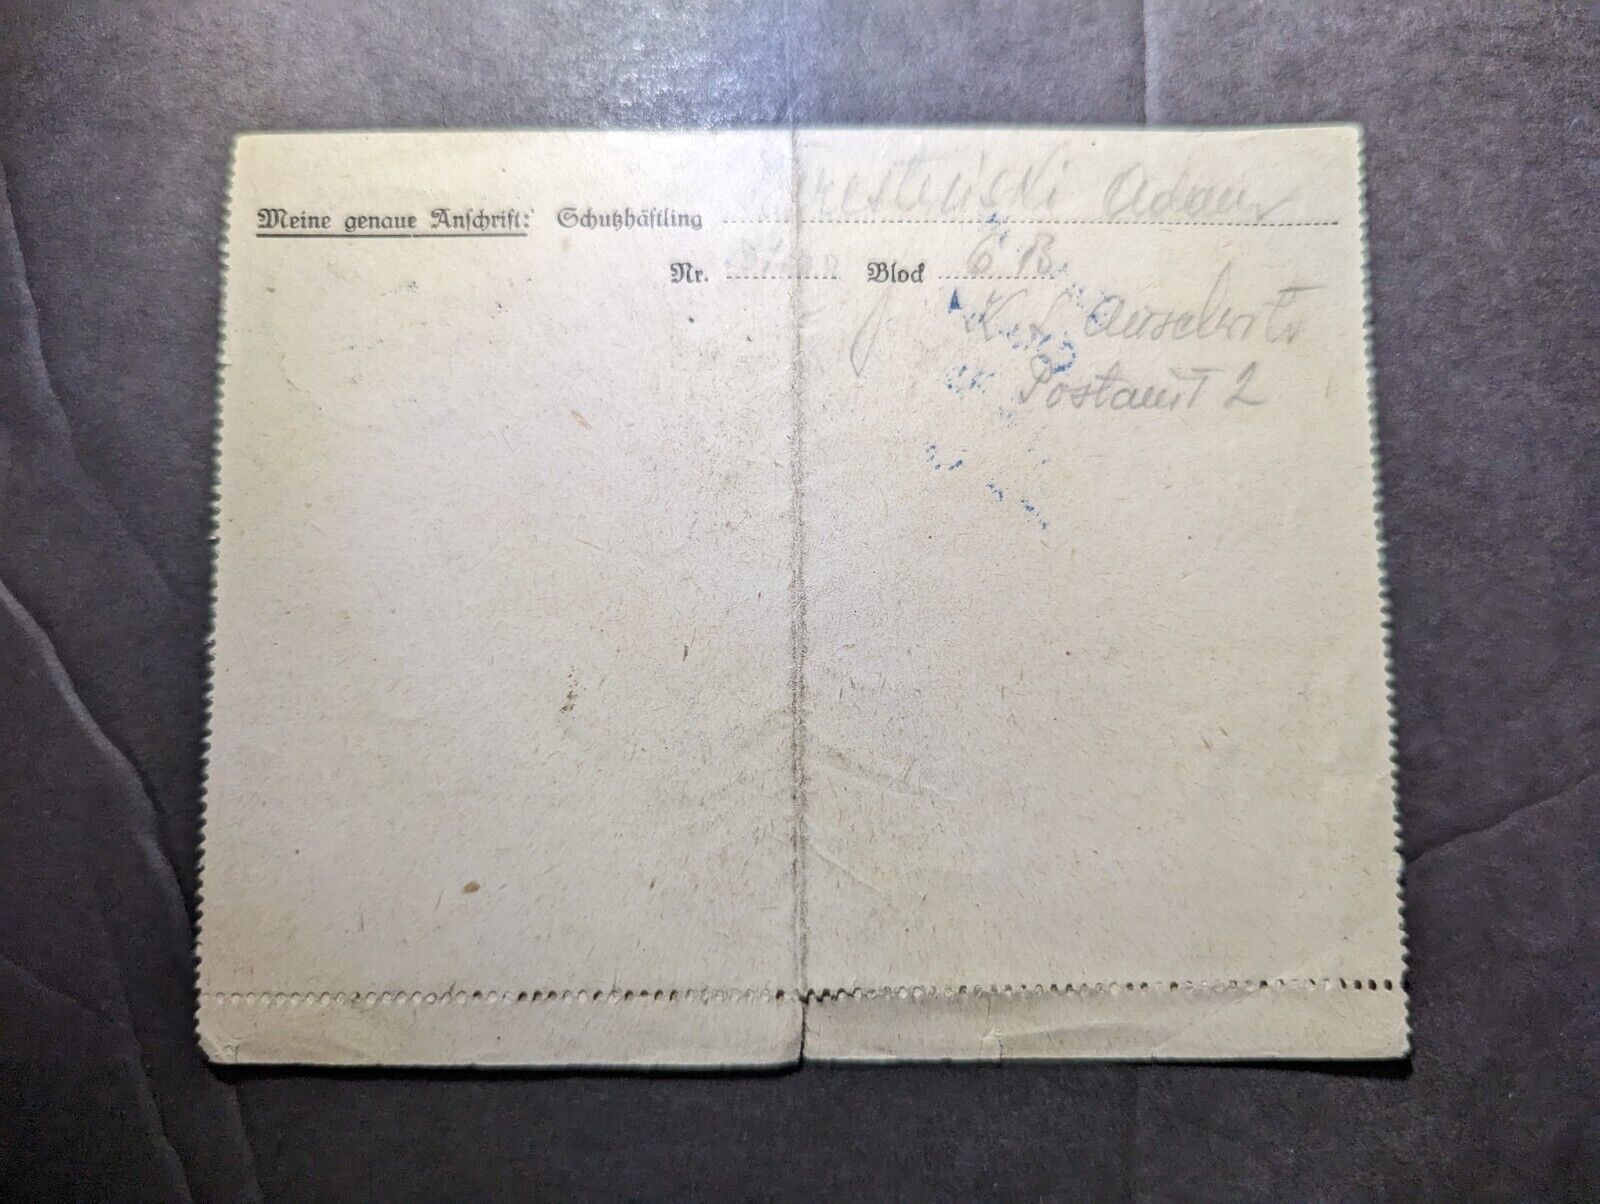 Meine genaue Anschrift: Schutzhäftling Adam
Nr. Block 6 B.
K. L. Auschwitz
Postamt 2